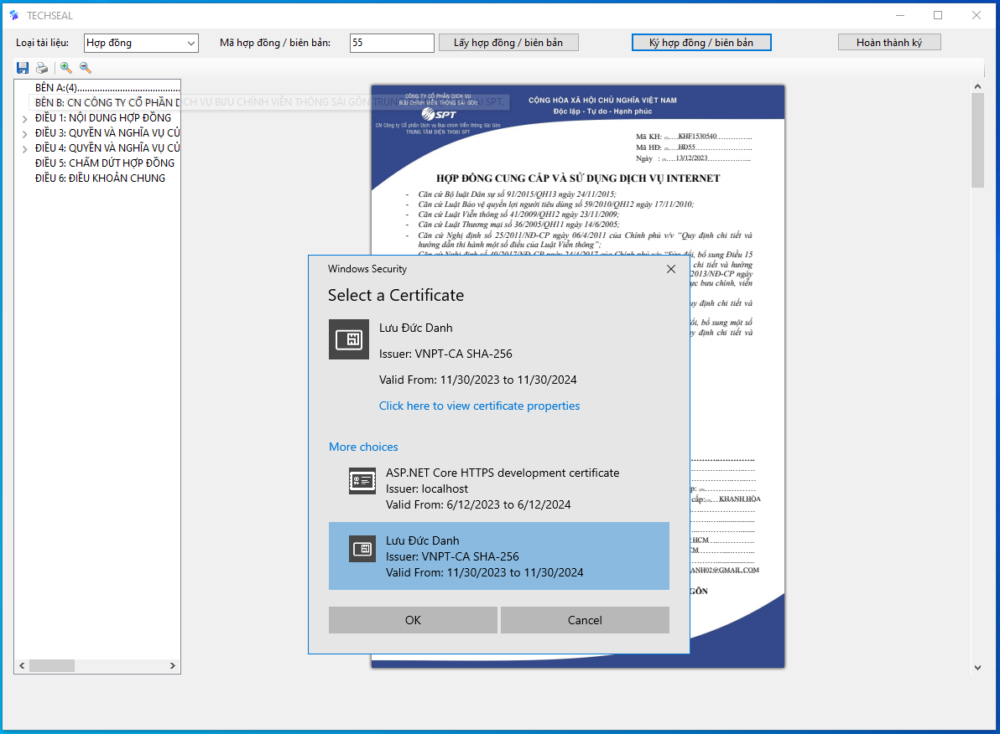 TECHSEAL
Loại tài liệu: Hợp đồng Mã hợp đồng / biên bản: 55 Lấy hợp đồng / biên bản Ký hợp đồng / biên bản Hoàn thành ký
BÊN A:(4)..........................................
BÊN B: CN CÔNG TY CỔ PHẦN DỊCH VỤ BƯU CHÍNH VIỄN THÔNG SÀI GÒN TRUNG TÂM ĐIỆN THOẠI SPT.
ĐIỀU 1: NỘI DUNG HỢP ĐỒNG
ĐIỀU 3: QUYỀN VÀ NGHĨA VỤ CỦ
ĐIỀU 4: QUYỀN VÀ NGHĨA VỤ CỦ
ĐIỀU 5: CHẤM DỨT HỢP ĐỒNG
ĐIỀU 6: ĐIỀU KHOẢN CHUNG
CÔNG TY CỔ PHẦN DỊCH VỤ
BƯU CHÍNH VIỄN THÔNG SÀI GÒN
SPT
CN Công ty Cổ phần Dịch vụ Bưu chính Viễn thông Sài Gòn
TRUNG TÂM ĐIỆN THOẠI SPT
CỘNG HÒA XÃ HỘI CHỦ NGHĨA VIỆT NAM
Độc lập - Tự do - Hạnh phúc
Mã KH: (1)....KHF1530540..............
Mã HĐ: (2)....HĐ55......................
Ngày : (3)....13/12/2023.................
HỢP ĐỒNG CUNG CẤP VÀ SỬ DỤNG DỊCH VỤ INTERNET
- Căn cứ Bộ luật Dân sự số 91/2015/QH13 ngày 24/11/2015;
- Căn cứ Luật Bảo vệ quyền lợi người tiêu dùng số 59/2010/QH12 ngày 17/11/2010;
- Căn cứ Luật Viễn thông số 41/2009/QH12 ngày 23/11/2009;
- Căn cứ Luật Thương mại số 36/2005/QH11 ngày 14/6/2005;
- Căn cứ Nghị định số 25/2011/NĐ-CP ngày 06/4/2011 của Chính phủ v/v "Quy định chi tiết và
hướng dẫn thi hành một số điều của Luật Viễn thông";
Căn cứ Nghị định số 49/2017/NĐ-CP ngày 24/4/2017 của Chính phủ v/v "Sửa đổi, bổ sung Điều 15
chi tiết và hướng
2013/NĐ-CP ngày
vực bưu chính, viễn
uy định chi tiết và
ổi, bổ sung một số
y định chi tiết và
Windows Security
Select a Certificate
Lưu Đức Danh
Issuer: VNPT-CA SHA-256
Valid From: 11/30/2023 to 11/30/2024
Click here to view certificate properties
More choices
ASP.NET Core HTTPS development certificate
Issuer: localhost
Valid From: 6/12/2023 to 6/12/2024
Lưu Đức Danh
Issuer: VNPT-CA SHA-256
Valid From: 11/30/2023 to 11/30/2024
OK Cancel
cấp:....KHANH HÒA
HCM
ANH02@GMAIL.COM
GÒN